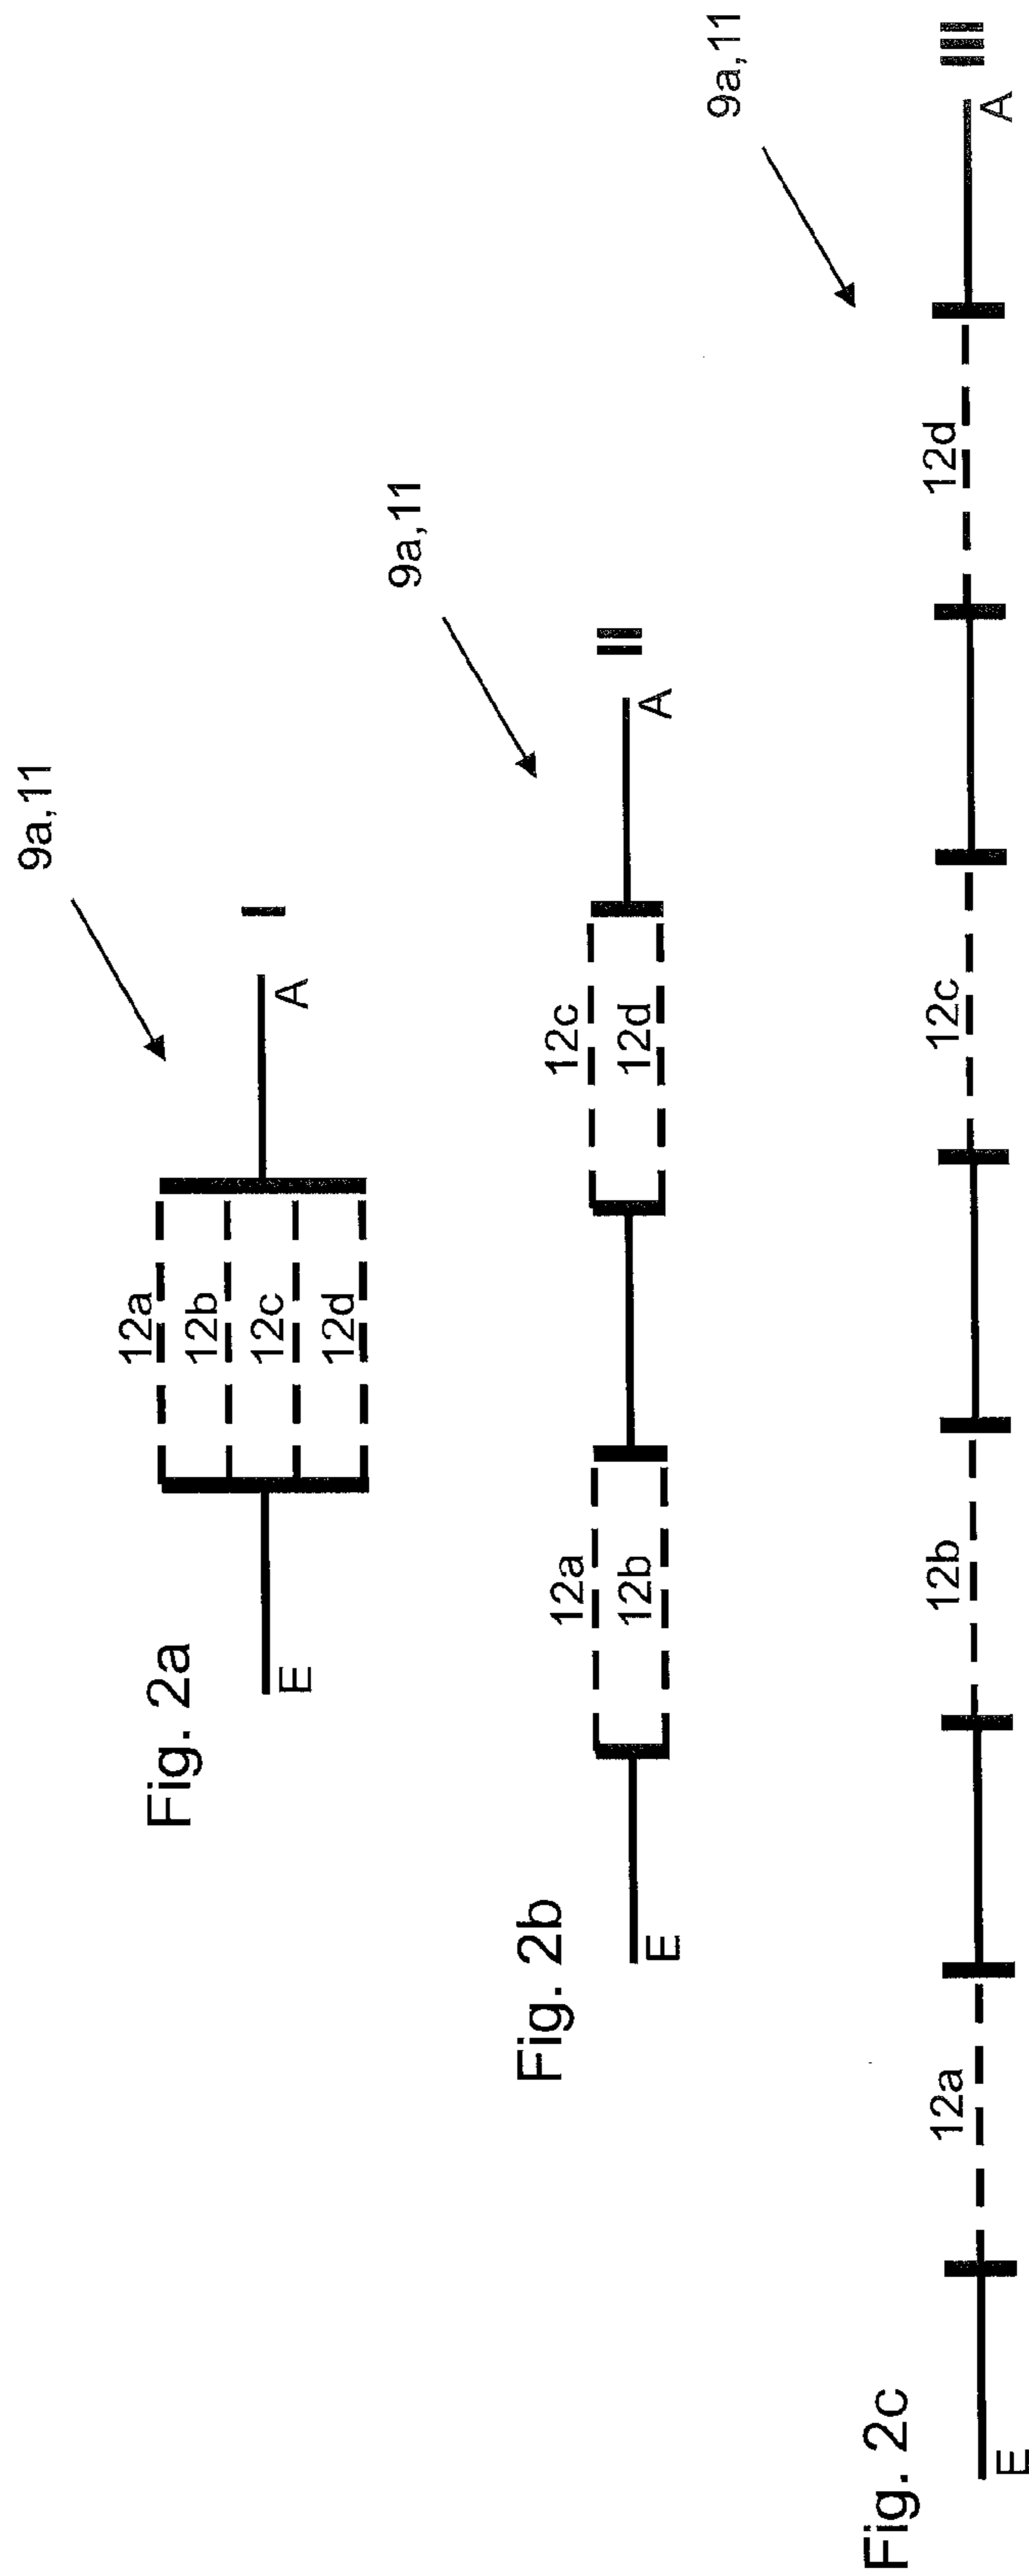 9a,11
Fig. 2a
E
12a
12b
12c
12d
A
I
9a,11
Fig. 2b
E
12a
12b
12c
12d
A
II
9a,11
Fig. 2c
E
12a
12b
12c
12d
A
III